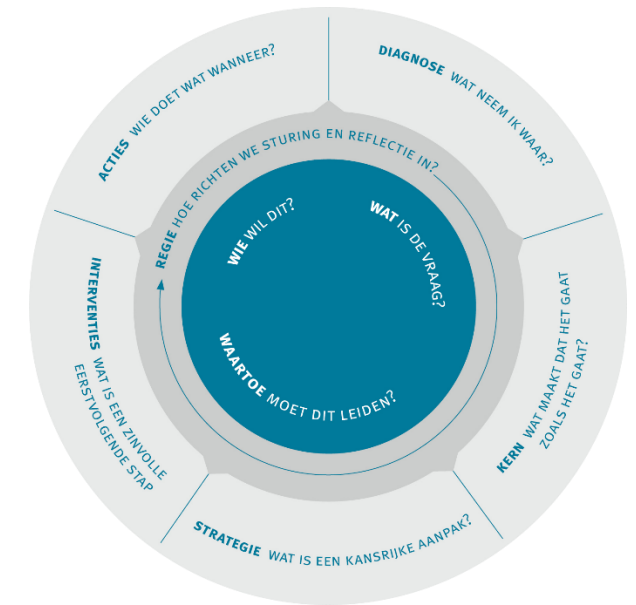 DIAGNOSE WAT NEEM IK WAAR?
KERN WAT MAAKT DAT HET GAAT
ZOALS HET GAAT?
STRATEGIE WAT IS EEN KANSRIJKE AANPAK?
INTERVENTIES WAT IS EEN ZINVOLLE
EERSTVOLGENDE STAP
ACTIES WIE DOET WAT WANNEER?
REGIE HOE RICHTEN WE STURING EN REFLECTIE IN?
WIE WIL DIT?
WAT IS DE VRAAG?
WAARTOE MOET DIT LEIDEN?